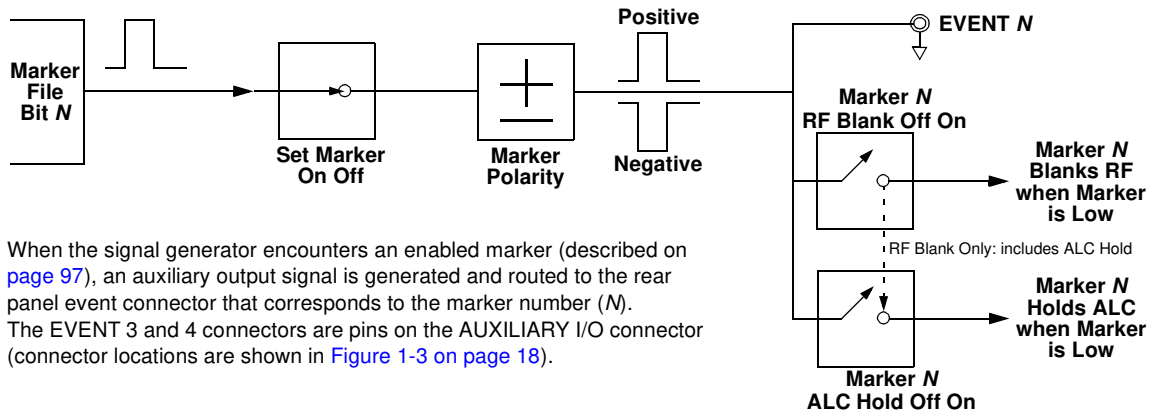 Positive
EVENT N
Marker
File
Bit N
Marker N
RF Blank Off On
Set Marker
On Off
Marker
Polarity
Negative
Marker N
Blanks RF
when Marker
is Low
When the signal generator encounters an enabled marker (described on
page 97), an auxiliary output signal is generated and routed to the rear
panel event connector that corresponds to the marker number (N).
The EVENT 3 and 4 connectors are pins on the AUXILIARY I/O connector
(connector locations are shown in Figure 1-3 on page 18).
RF Blank Only: includes ALC Hold
Marker N
Holds ALC
when Marker
is Low
Marker N
ALC Hold Off On